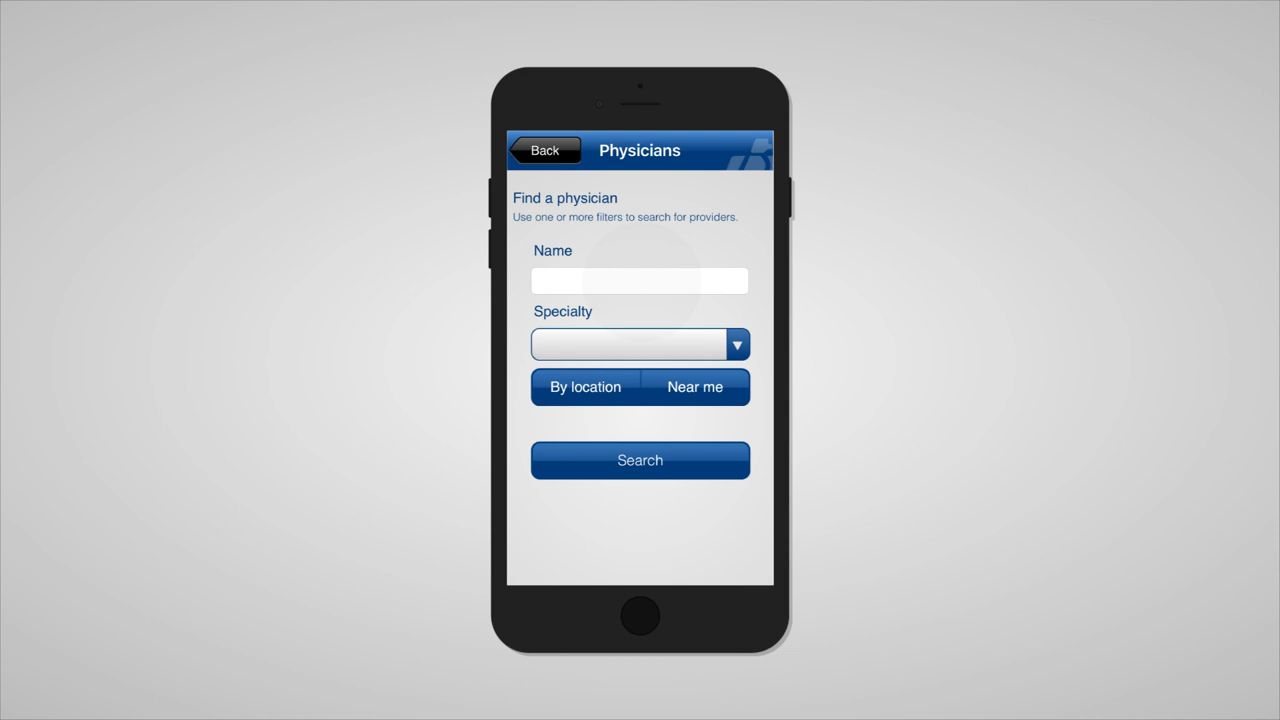 Back
Physicians
Find a physician
Use one or more filters to search for providers.
Name
Specialty
By location
Near me
Search